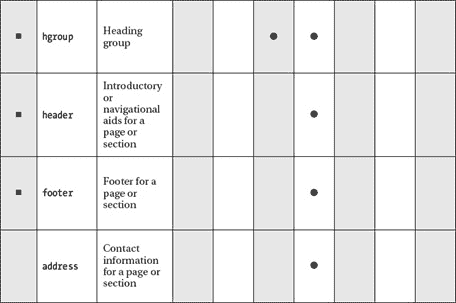 hgroup
Heading
group
header
Introductory
or
navigational
aids for a
page or
section
footer
Footer for a
page or
section
address
Contact
information
for a page or
section